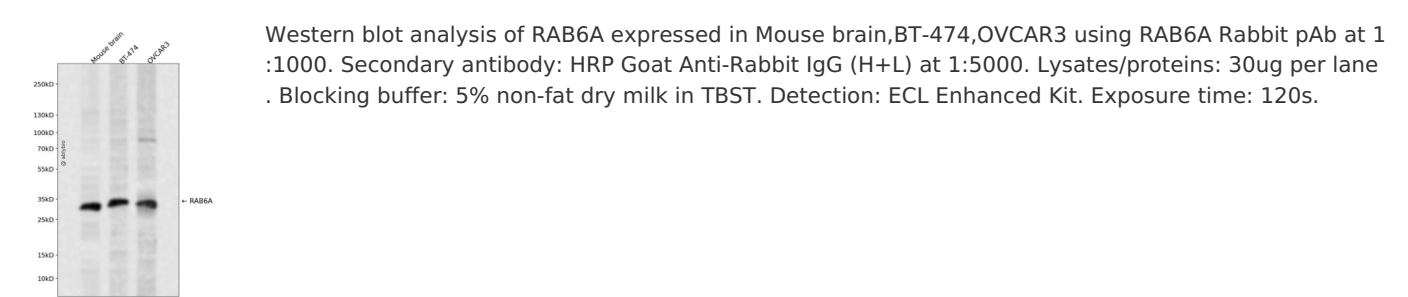 Mouse brain
BT-474
OVCAR3
250kD
130kD
100kD
70kD
55kD
35kD
25kD
15kD
10kD
← RAB6A
Western blot analysis of RAB6A expressed in Mouse brain,BT-474,OVCAR3 using RAB6A Rabbit pAb at 1
:1000. Secondary antibody: HRP Goat Anti-Rabbit IgG (H+L) at 1:5000. Lysates/proteins: 30ug per lane
. Blocking buffer: 5% non-fat dry milk in TBST. Detection: ECL Enhanced Kit. Exposure time: 120s.